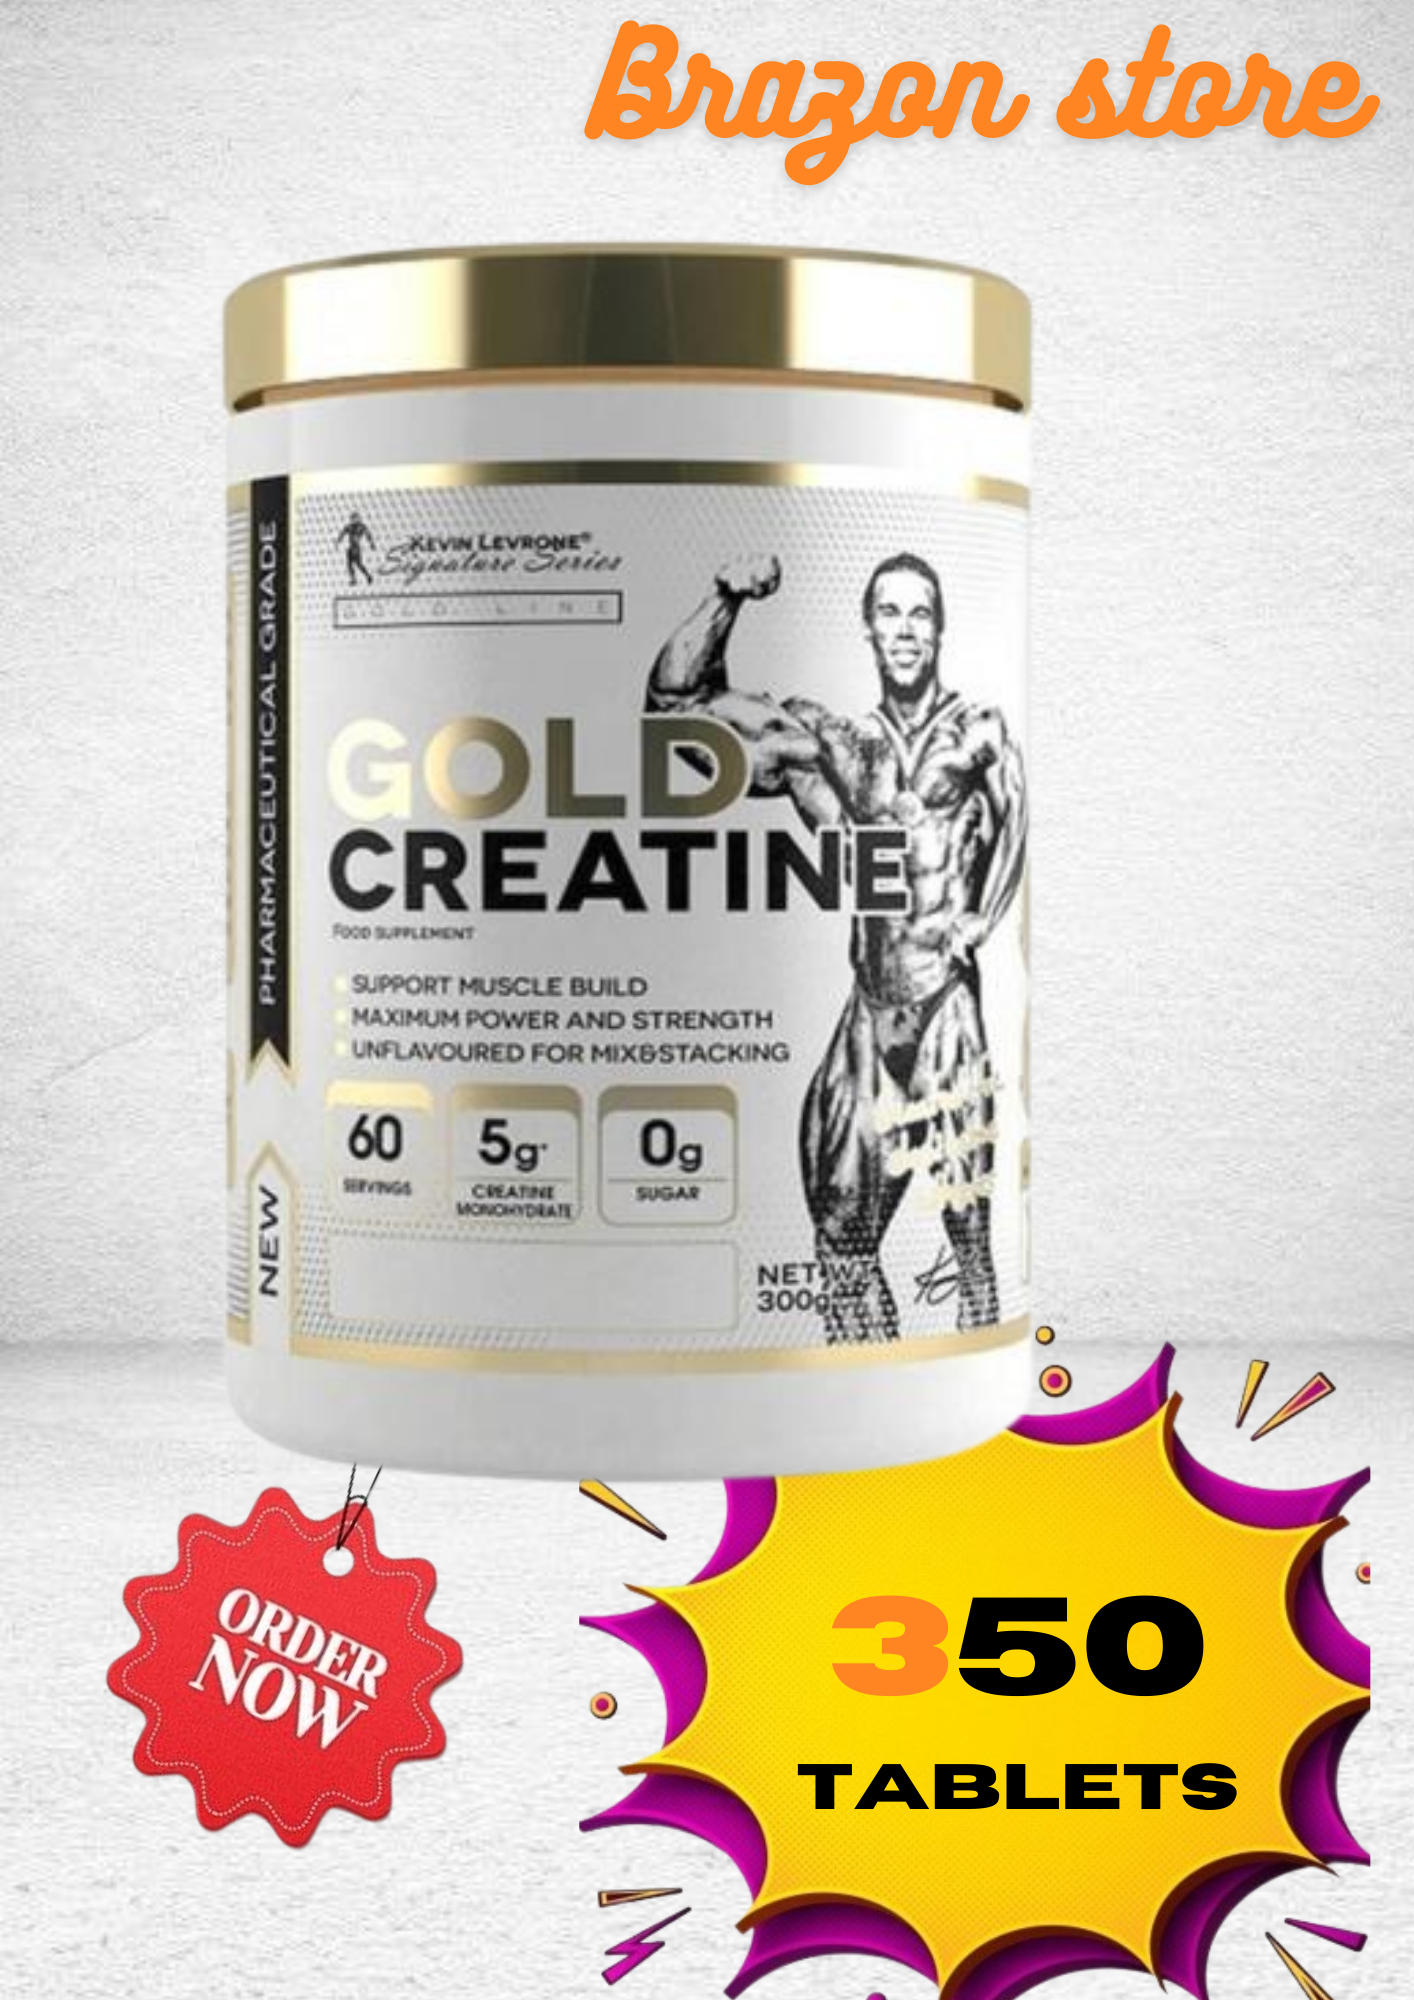 Brazon store
KEVIN LEVRONE®
Signature Series
GOLD LINE
PHARMACEUTICAL GRADE
GOLD
CREATINE
FOOD SUPPLEMENT
SUPPORT MUSCLE BUILD
MAXIMUM POWER AND STRENGTH
UNFLAVOURED FOR MIX&STACKING
60
SERVINGS
5g*
CREATINE
MONOHYDRATE
0g
SUGAR
NEW
NET WT.
300g
ORDER
NOW
350
TABLETS